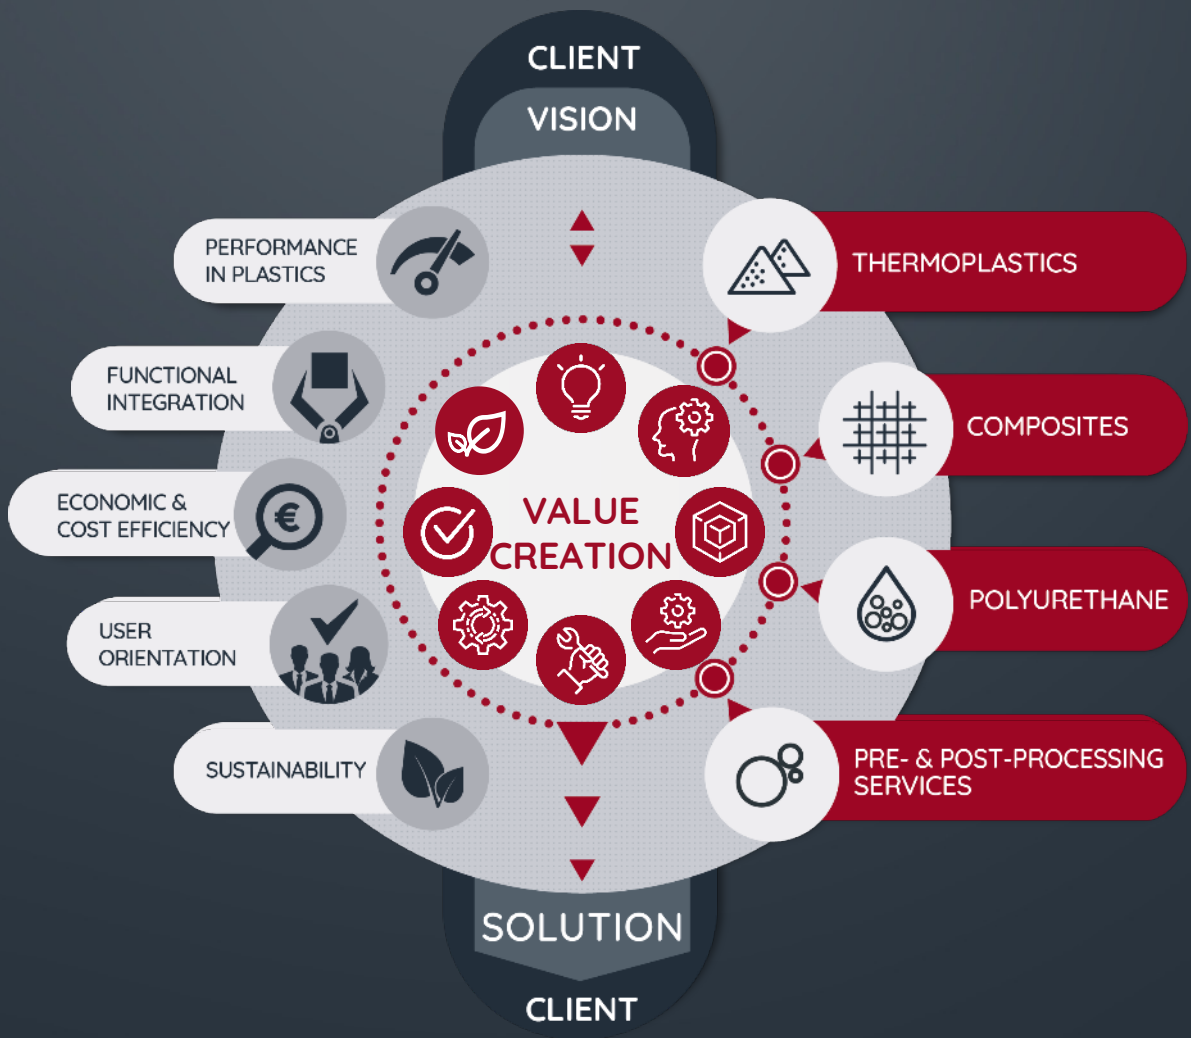 CLIENT
VISION
PERFORMANCE
IN PLASTICS
FUNCTIONAL
INTEGRATION
ECONOMIC &
COST EFFICIENCY
€
USER
ORIENTATION
SUSTAINABILITY
VALUE
CREATION
THERMOPLASTICS
COMPOSITES
POLYURETHANE
PRE- & POST-PROCESSING
SERVICES
SOLUTION
CLIENT